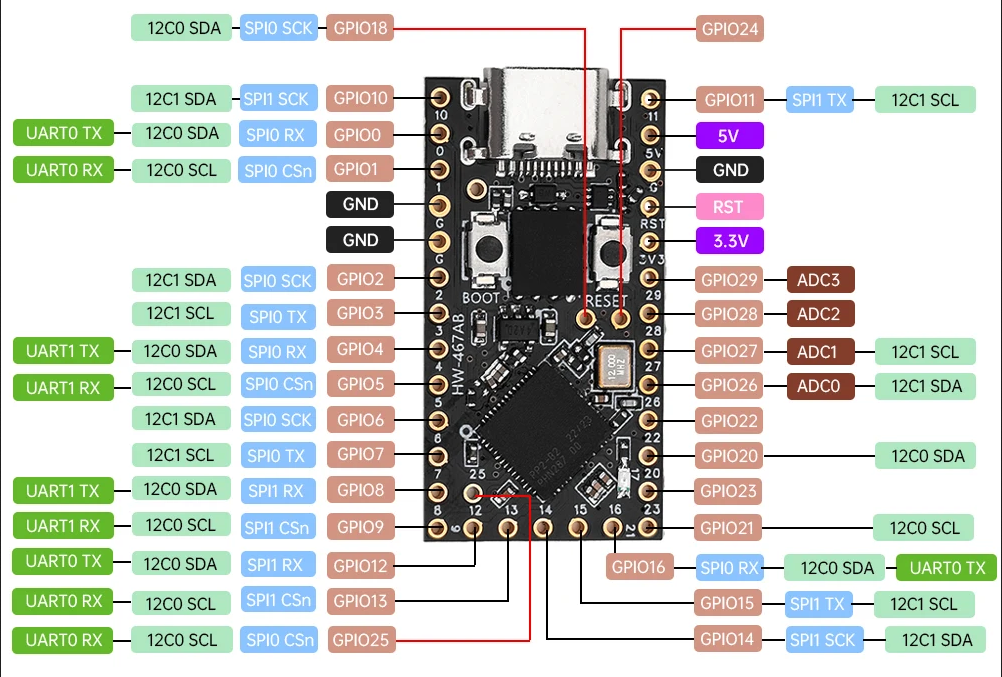 12C0 SDA SPI0 SCK GPIO18 GPIO24
12C1 SDA SPI1 SCK GPIO10 GPIO11 SPI1 TX 12C1 SCL
UART0 TX 12C0 SDA SPI0 RX GPIO0 5V
UART0 RX 12C0 SCL SPI0 CSn GPIO1 GND
GND RST
GND 3.3V
12C1 SDA SPI0 SCK GPIO2 GPIO29 ADC3
12C1 SCL SPI0 TX GPIO3 GPIO28 ADC2
UART1 TX 12C0 SDA SPI0 RX GPIO4 GPIO27 ADC1 12C1 SCL
UART1 RX 12C0 SCL SPI0 CSn GPIO5 GPIO26 ADC0 12C1 SDA
12C1 SDA SPI0 SCK GPIO6 GPIO22
12C1 SCL SPI0 TX GPIO7 GPIO20 12C0 SDA
UART1 TX 12C0 SDA SPI1 RX GPIO8 GPIO23
UART1 RX 12C0 SCL SPI1 CSn GPIO9 GPIO21 12C0 SCL
UART0 TX 12C0 SDA SPI1 RX GPIO12 GPIO16 SPI0 RX 12C0 SDA UART0 TX
UART0 RX 12C0 SCL SPI1 CSn GPIO13 GPIO15 SPI1 TX 12C1 SCL
UART0 RX 12C0 SCL SPI0 CSn GPIO25 GPIO14 SPI1 SCK 12C1 SDA
10 11
0 5V
1 G
G RST
G 3V3
2 29
BOOT RESET
3 28
4 27
5 26
6 22
7 20
8 23
9 21
25 17
12 13 14 15 16
HW-467AB
12.000
MHZ